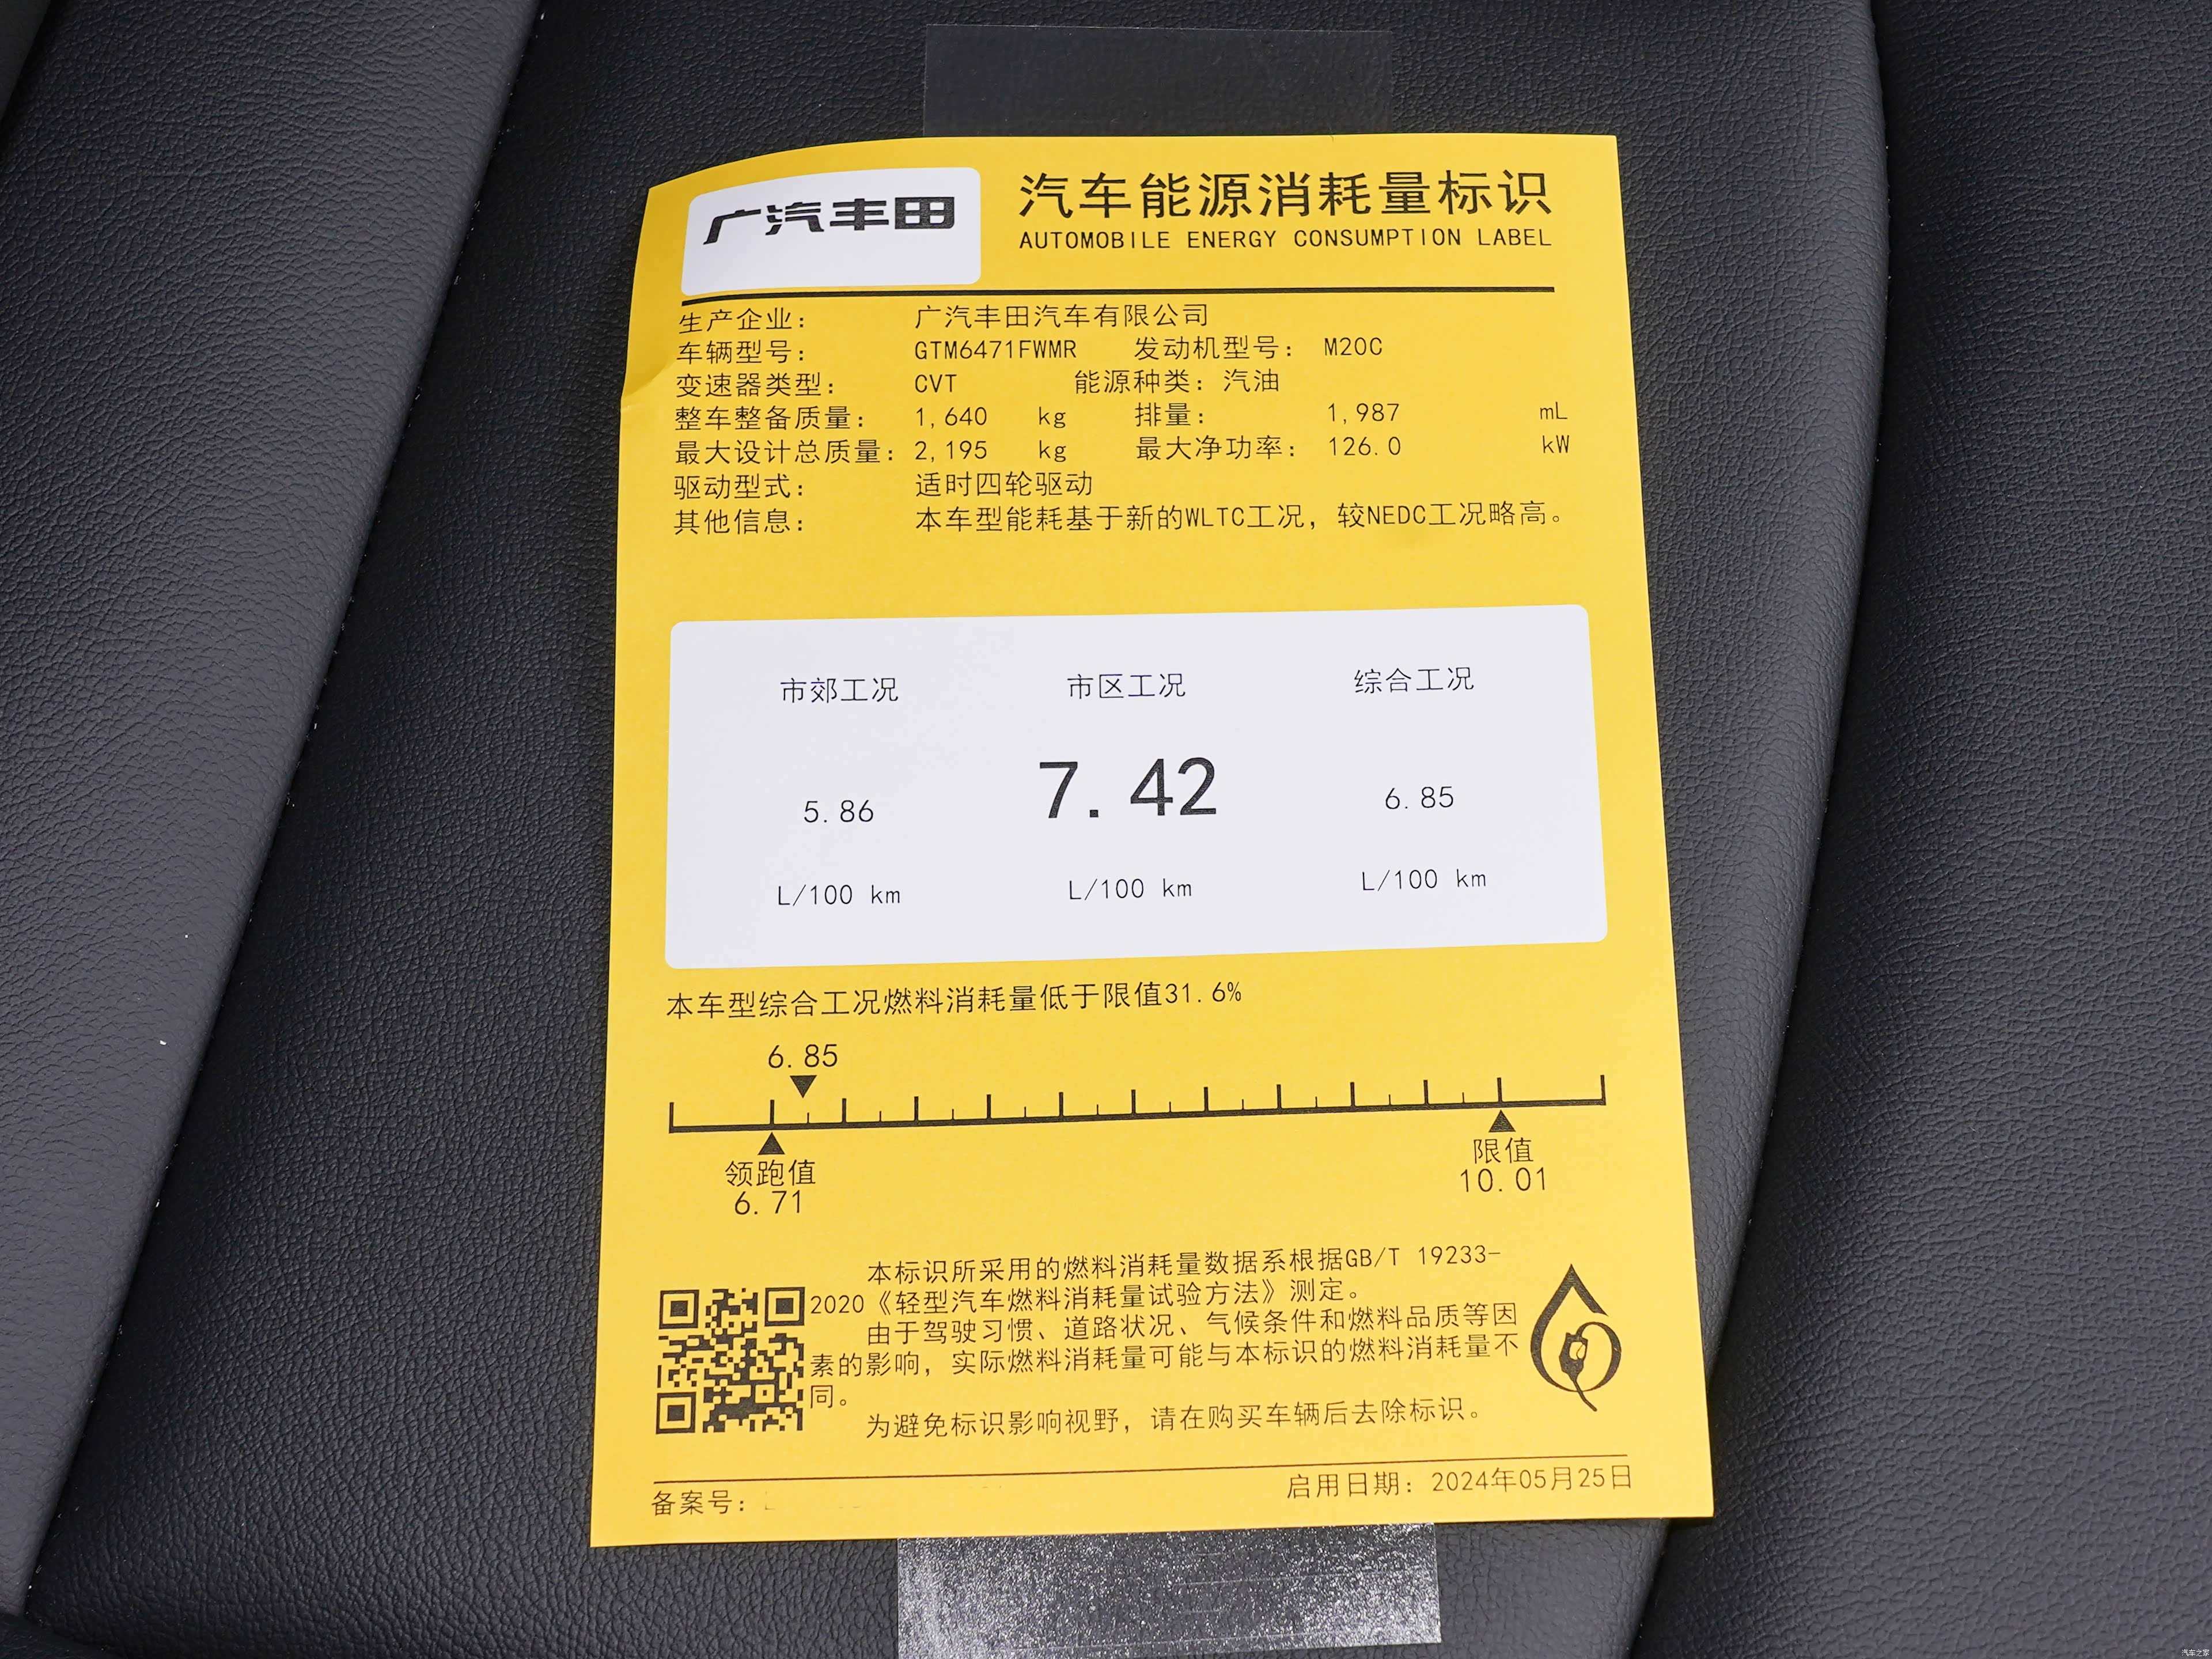 广汽丰田
汽车能源消耗量标识
AUTOMOBILE ENERGY CONSUMPTION LABEL
生产企业： 广汽丰田汽车有限公司
车辆型号： GTM6471FWMR 发动机型号： M20C
变速器类型： CVT 能源种类：汽油
整车整备质量： 1,640 kg 排量： 1,987 mL
最大设计总质量： 2,195 kg 最大净功率： 126.0 kW
驱动型式： 适时四轮驱动
其他信息： 本车型能耗基于新的WLTC工况，较NEDC工况略高。
市郊工况 市区工况 综合工况
5.86 7.42 6.85
L/100 km L/100 km L/100 km
本车型综合工况燃料消耗量低于限值31.6%
6.85
领跑值 限值
6.71 10.01
本标识所采用的燃料消耗量数据系根据GB/T 19233-
2020《轻型汽车燃料消耗量试验方法》测定。
由于驾驶习惯、道路状况、气候条件和燃料品质等因
素的影响，实际燃料消耗量可能与本标识的燃料消耗量不
同。
为避免标识影响视野，请在购买车辆后去除标识。
备案号： 启用日期：2024年05月25日
汽车之家